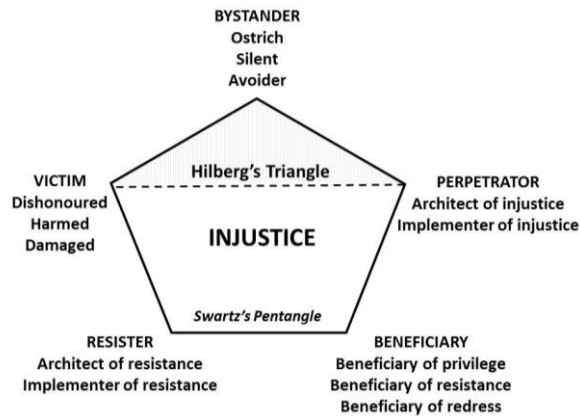 BYSTANDER
Ostrich
Silent
Avoider
Hilberg's Triangle
VICTIM
Dishonoured
Harmed
Damaged
PERPETRATOR
Architect of injustice
Implementer of injustice
INJUSTICE
Swartz's Pentangle
RESISTER
Architect of resistance
Implementer of resistance
BENEFICIARY
Beneficiary of privilege
Beneficiary of resistance
Beneficiary of redress